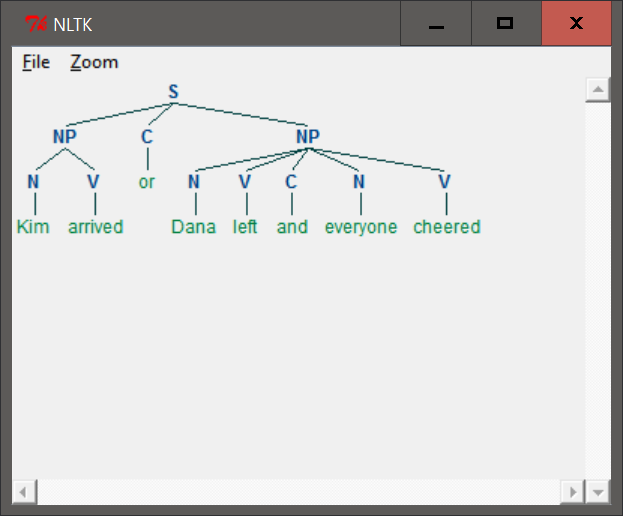 NLTK
File Zoom
S
NP C NP
N V or N V C N V
Kim arrived Dana left and everyone cheered